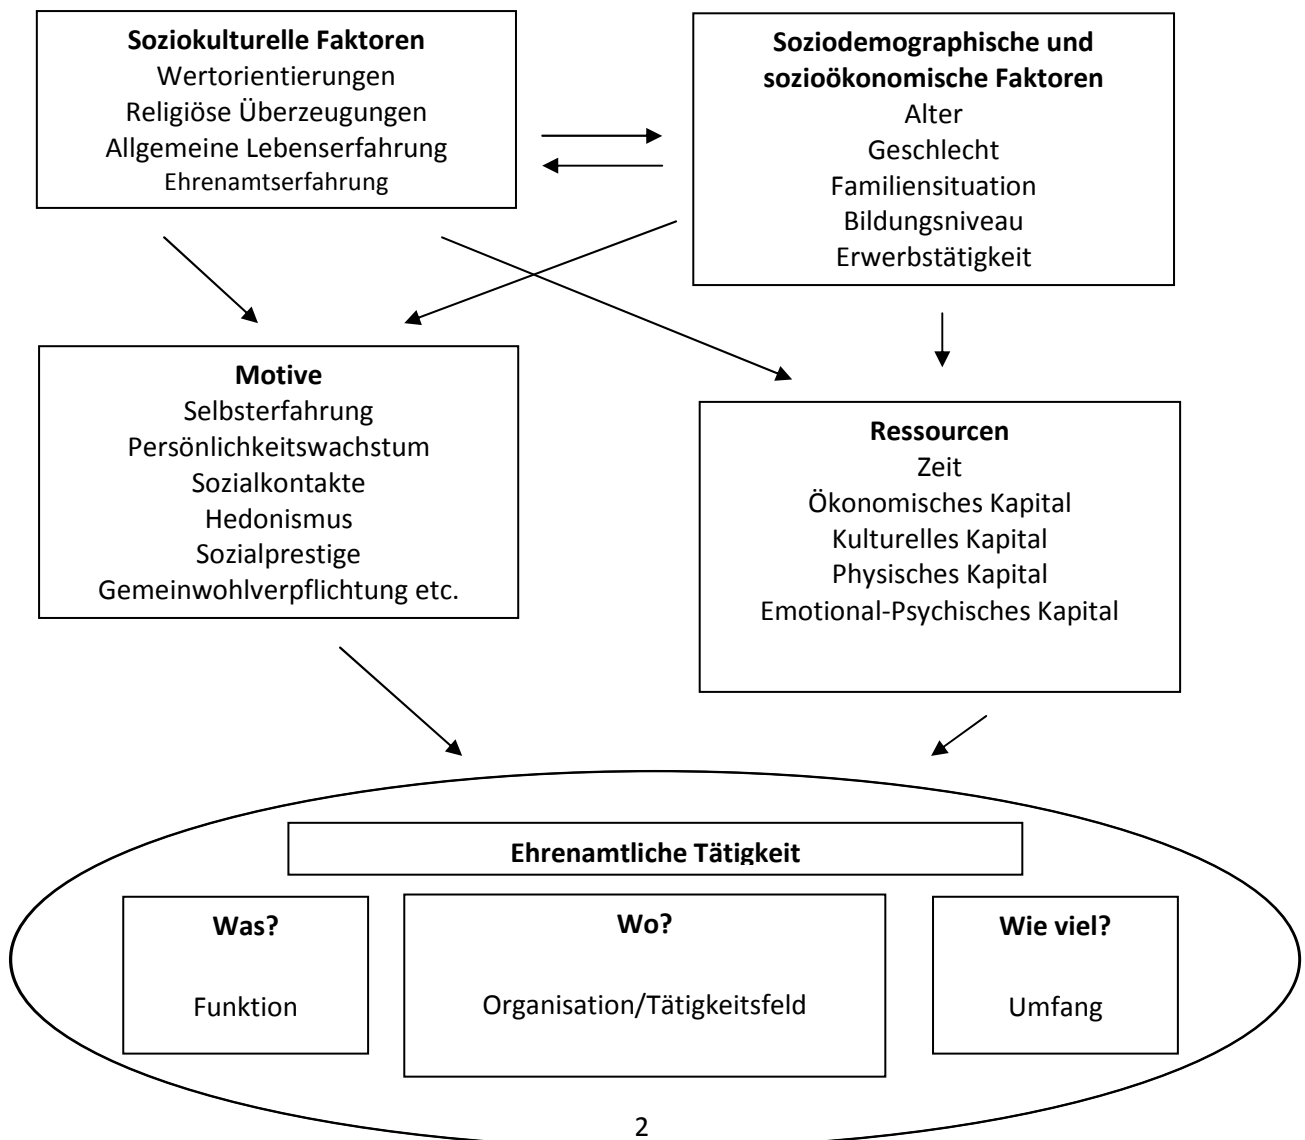 Soziokulturelle Faktoren
Wertorientierungen
Religiöse Überzeugungen
Allgemeine Lebenserfahrung
Ehrenamtserfahrung
Soziodemographische und
sozioökonomische Faktoren
Alter
Geschlecht
Familiensituation
Bildungsniveau
Erwerbstätigkeit
Motive
Selbsterfahrung
Persönlichkeitswachstum
Sozialkontakte
Hedonismus
Sozialprestige
Gemeinwohlverpflichtung etc.
Ressourcen
Zeit
Ökonomisches Kapital
Kulturelles Kapital
Physisches Kapital
Emotional-Psychisches Kapital
Ehrenamtliche Tätigkeit
Was?
Funktion
Wo?
Organisation/Tätigkeitsfeld
Wie viel?
Umfang
2